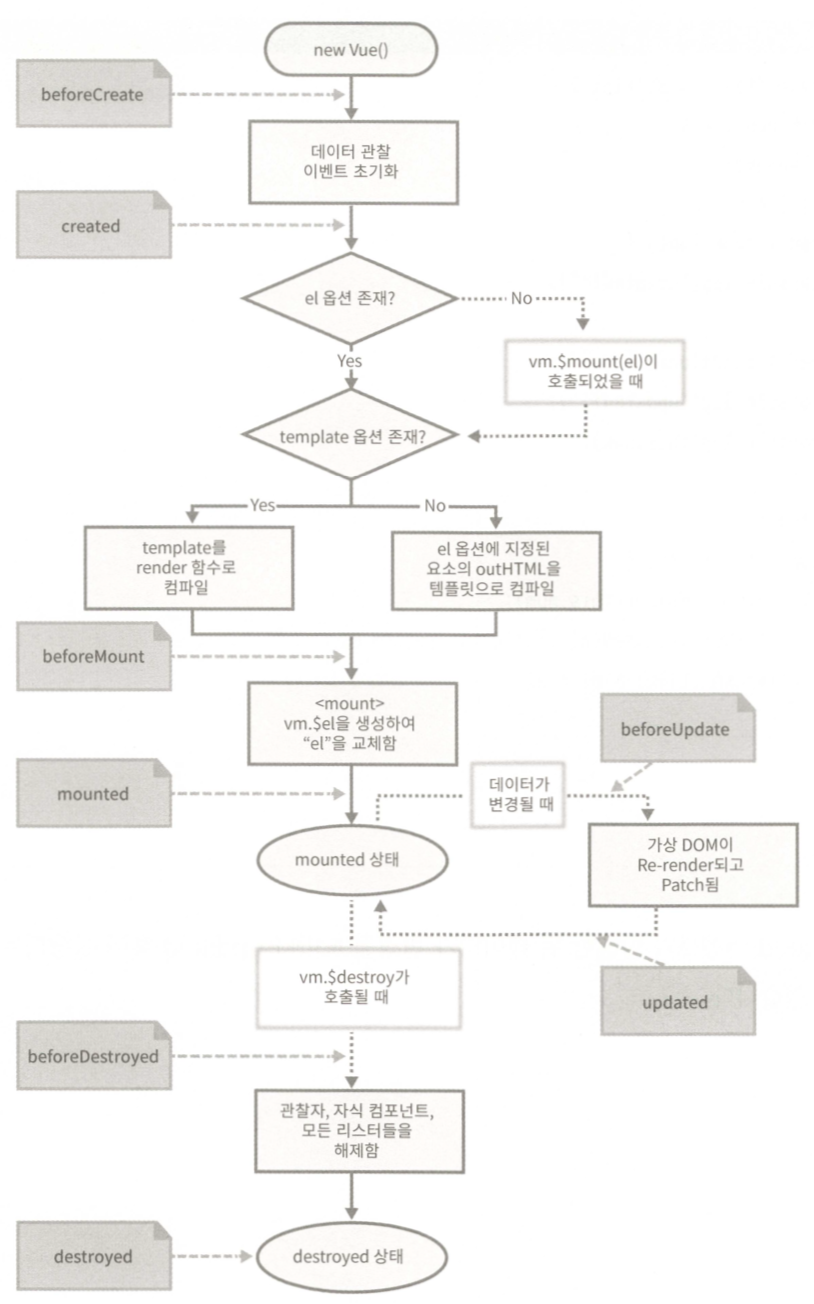 new Vue()
beforeCreate
데이터 관찰
이벤트 초기화
created
el 옵션 존재?
No
Yes
vm.$mount(el)이
호출되었을 때
template 옵션 존재?
Yes
No
template를
render 함수로
컴파일
el 옵션에 지정된
요소의 outHTML을
템플릿으로 컴파일
beforeMount
<mount>
vm.$el을 생성하여
“el”을 교체함
beforeUpdate
mounted
데이터가
변경될 때
mounted 상태
가상 DOM이
Re-render되고
Patch됨
vm.$destroy가
호출될 때
updated
beforeDestroyed
관찰자, 자식 컴포넌트,
모든 리스터들을
해제함
destroyed
destroyed 상태